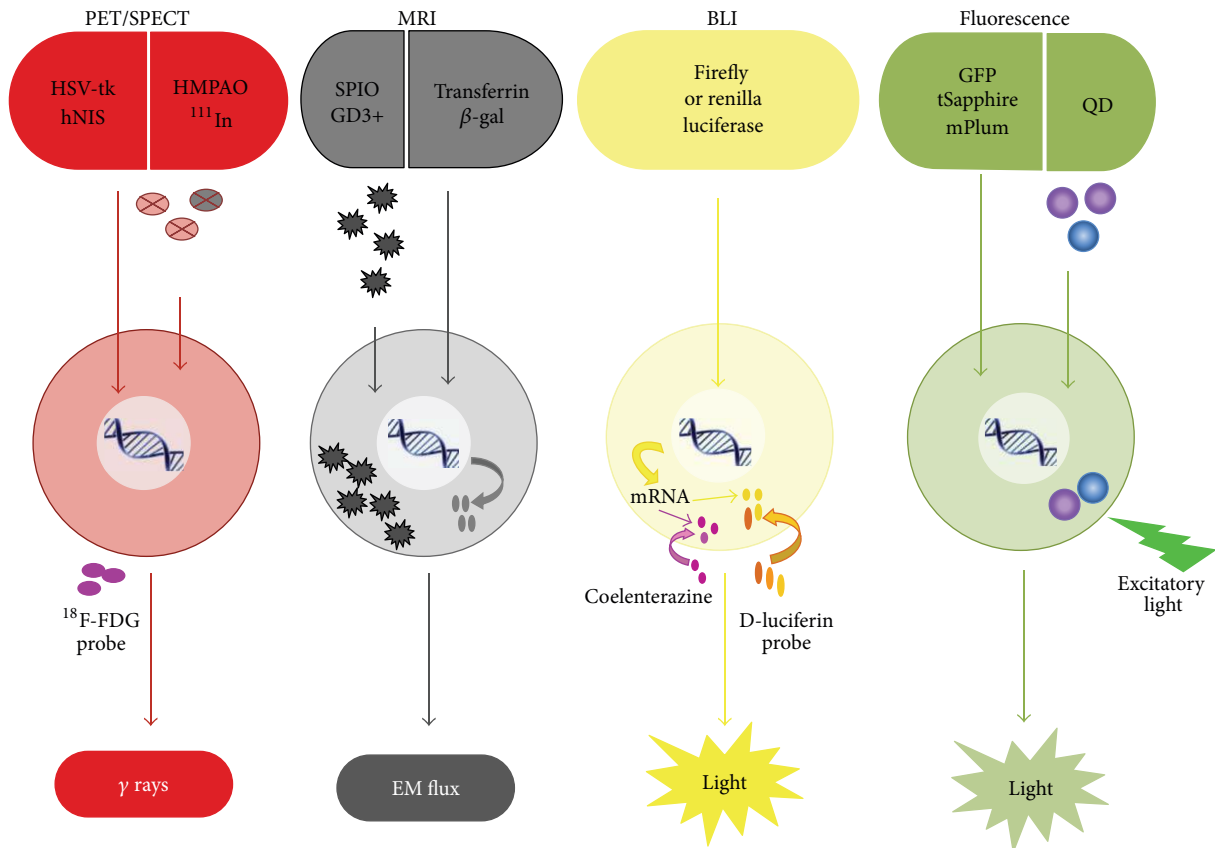 PET/SPECT
HSV-tk
hNIS
HMPAO
¹¹¹In
¹⁸F-FDG
probe
γ rays
MRI
SPIO
GD3+
Transferrin
β-gal
EM flux
BLI
Firefly
or renilla
luciferase
mRNA
Coelenterazine
D-luciferin
probe
Light
Fluorescence
GFP
tSapphire
mPlum
QD
Excitatory
light
Light